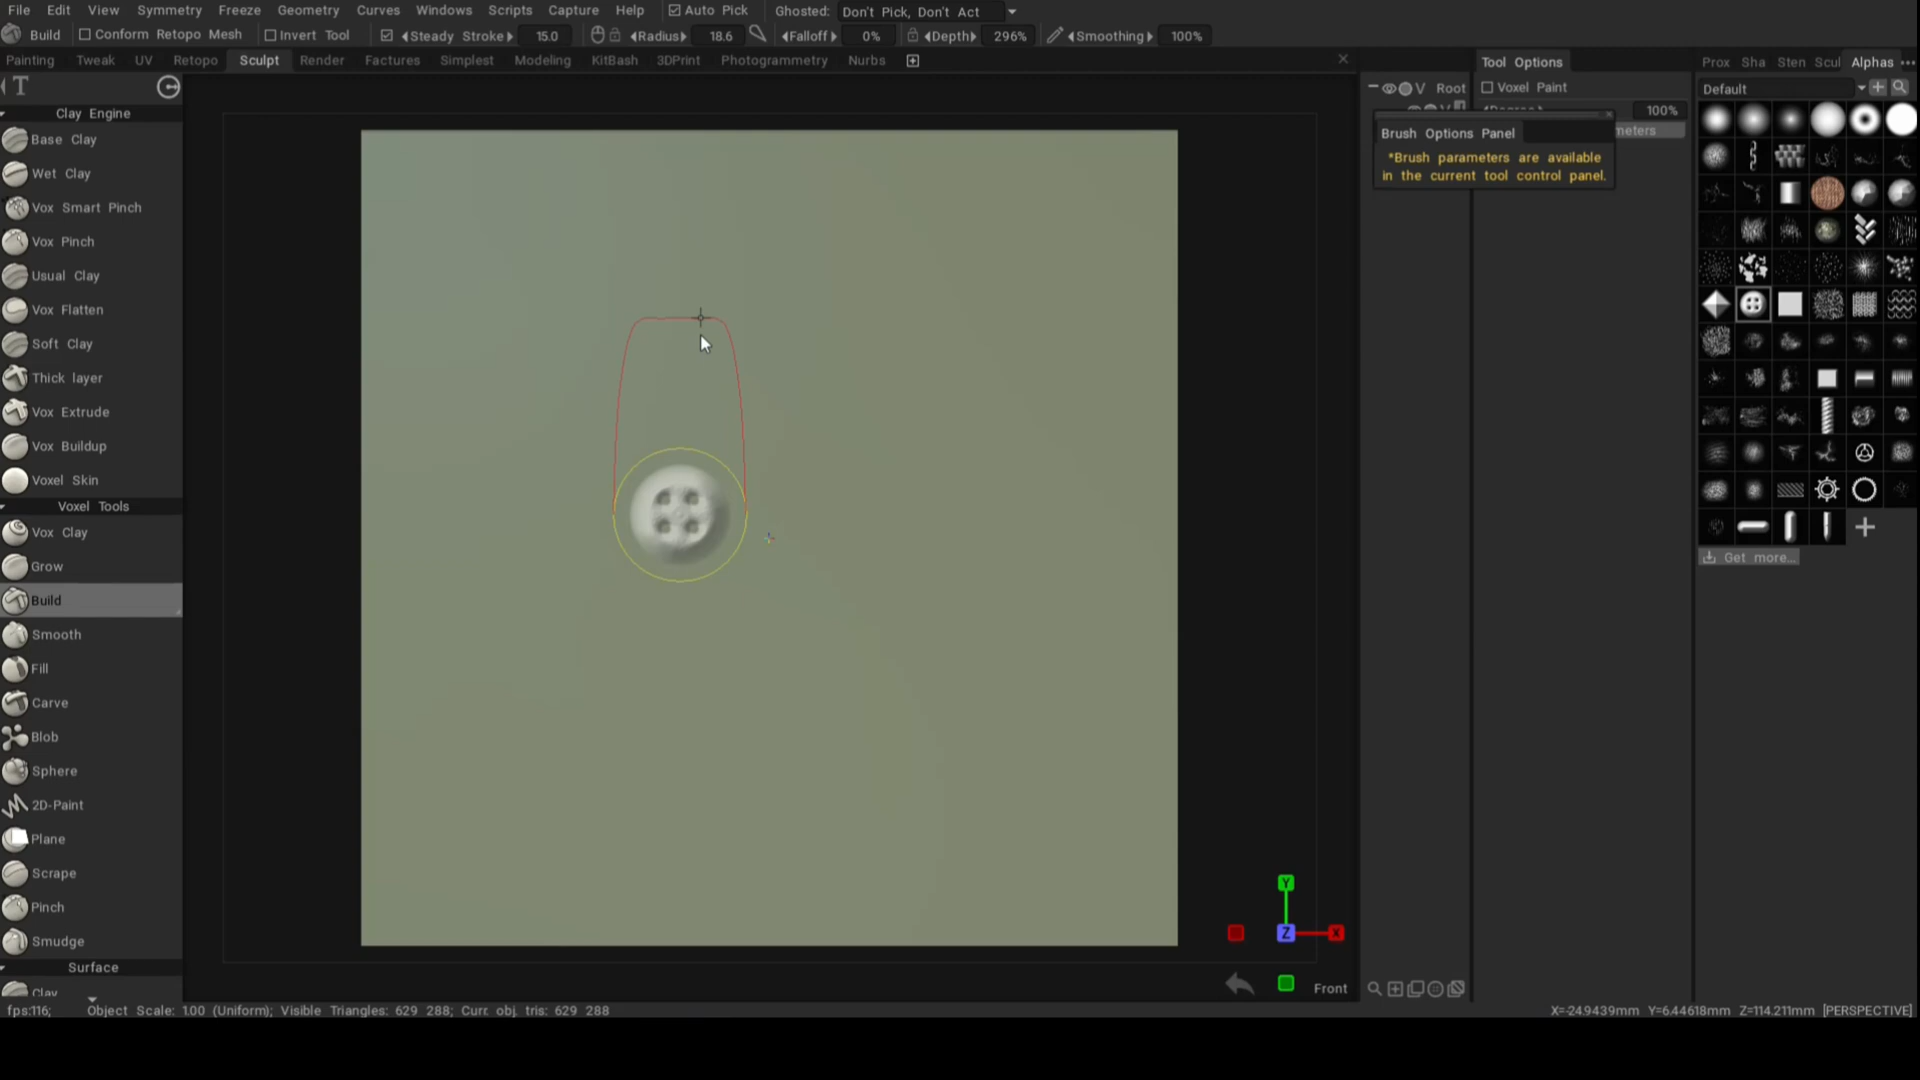 File Edit View Symmetry Freeze Geometry Curves Windows Scripts Capture Help Auto Pick Ghosted: Don't Pick, Don't Act
Build Conform Retopo Mesh Invert Tool Steady Stroke 15.0 Radius 18.6 Falloff 0% Depth 296% Smoothing 100%
Painting Tweak UV Retopo Sculpt Render Factures Simplest Modeling KitBash 3DPrint Photogrammetry Nurbs
T
Clay Engine
Base Clay
Wet Clay
Vox Smart Pinch
Vox Pinch
Usual Clay
Vox Flatten
Soft Clay
Thick layer
Vox Extrude
Vox Buildup
Voxel Skin
Voxel Tools
Vox Clay
Grow
Build
Smooth
Fill
Carve
Blob
Sphere
2D-Paint
Plane
Scrape
Pinch
Smudge
Surface
Clay
V Root
Brush Options Panel
*Brush parameters are available
in the current tool control panel.
Tool Options
Voxel Paint
100%
meters
Prox Sha Sten Scul Alphas
Default
Get more...
Y
Z X
Front
fps:116; Object Scale: 1.00 (Uniform); Visible Triangles: 629 288; Curr. obj. tris: 629 288
X=-24.9439mm Y=6.44618mm Z=114.211mm [PERSPECTIVE]